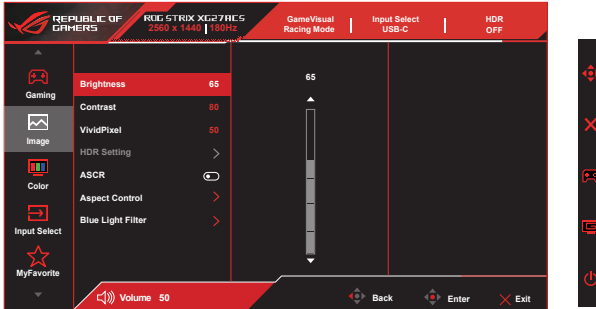 REPUBLIC OF
GAMERS
ROG STRIX XG27ACS
2560 x 1440 180Hz
GameVisual
Racing Mode
Input Select
USB-C
HDR
OFF
Gaming
Image
Color
Input Select
MyFavorite
Brightness 65
Contrast 80
VividPixel 50
HDR Setting
ASCR
Aspect Control
Blue Light Filter
65
Volume 50
Back
Enter
Exit